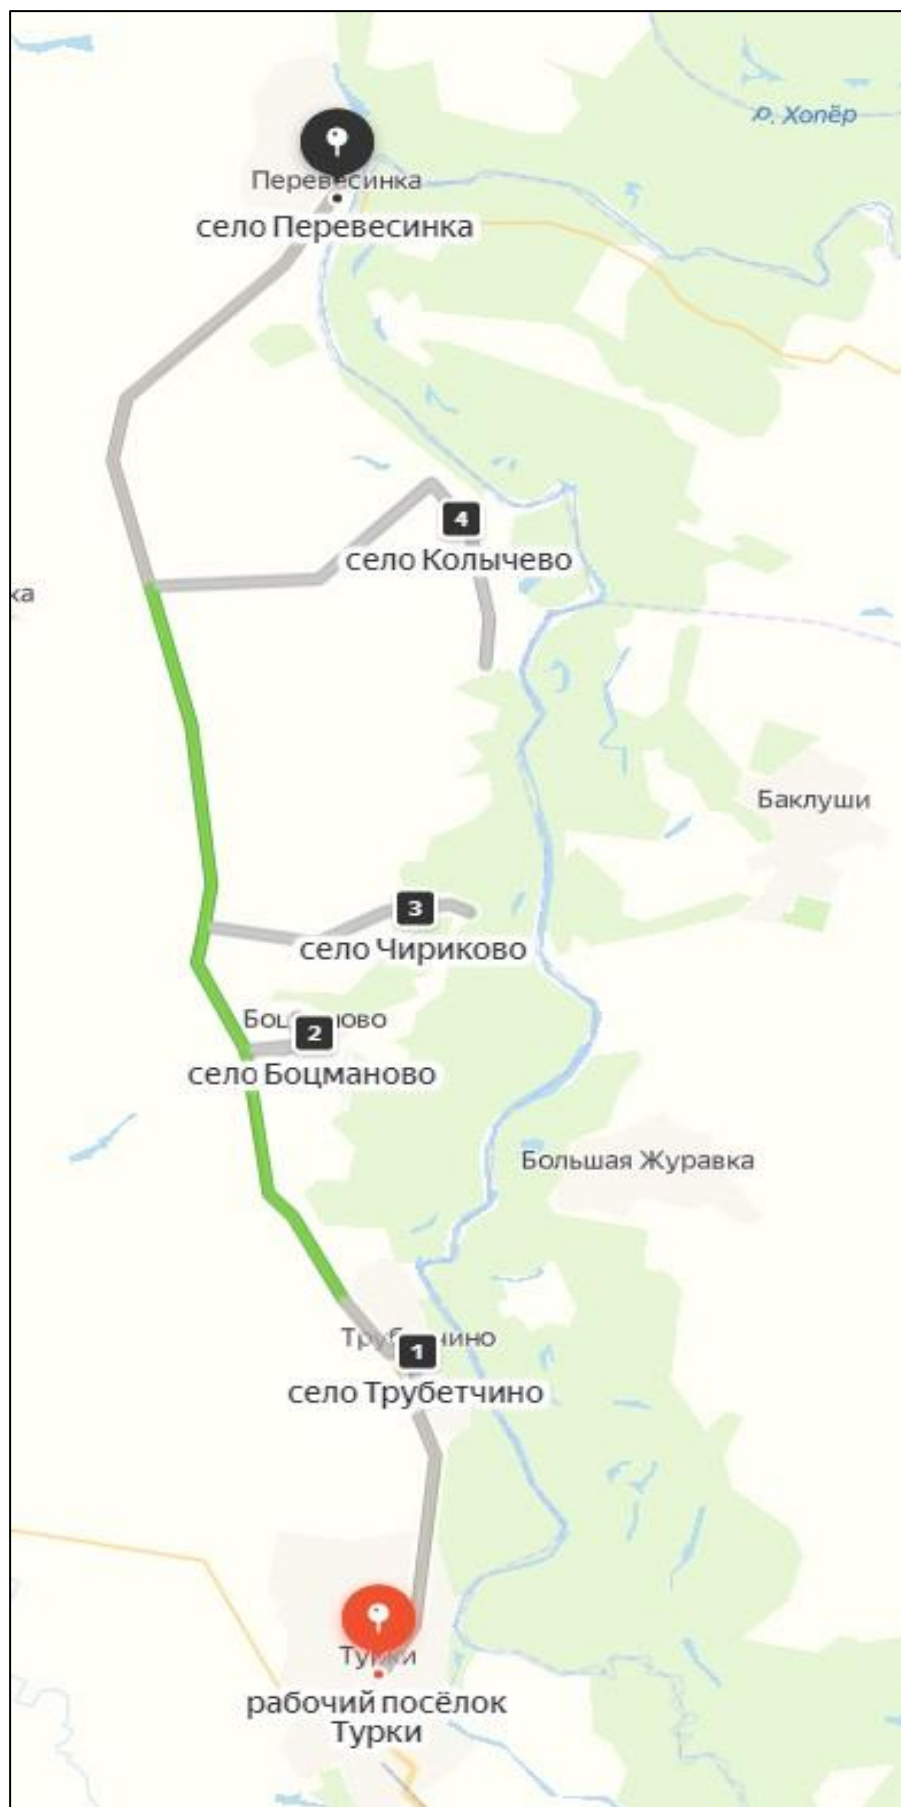 р. Хопёр
Перевесинка
село Перевесинка
4
село Колычево
ка
Баклуши
3
село Чириково
2
село Боцманово
Большая Журавка
1
село Трубетчино
рабочий посёлок
Турки